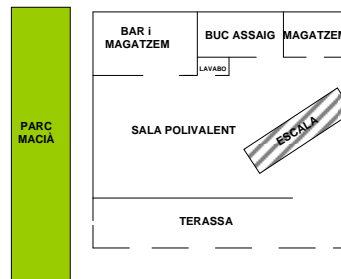 BAR i
MAGATZEM
BUC ASSAIG
MAGATZEM
LAVABO
PARC
MACIÀ
SALA POLIVALENT
ESCALA
TERASSA